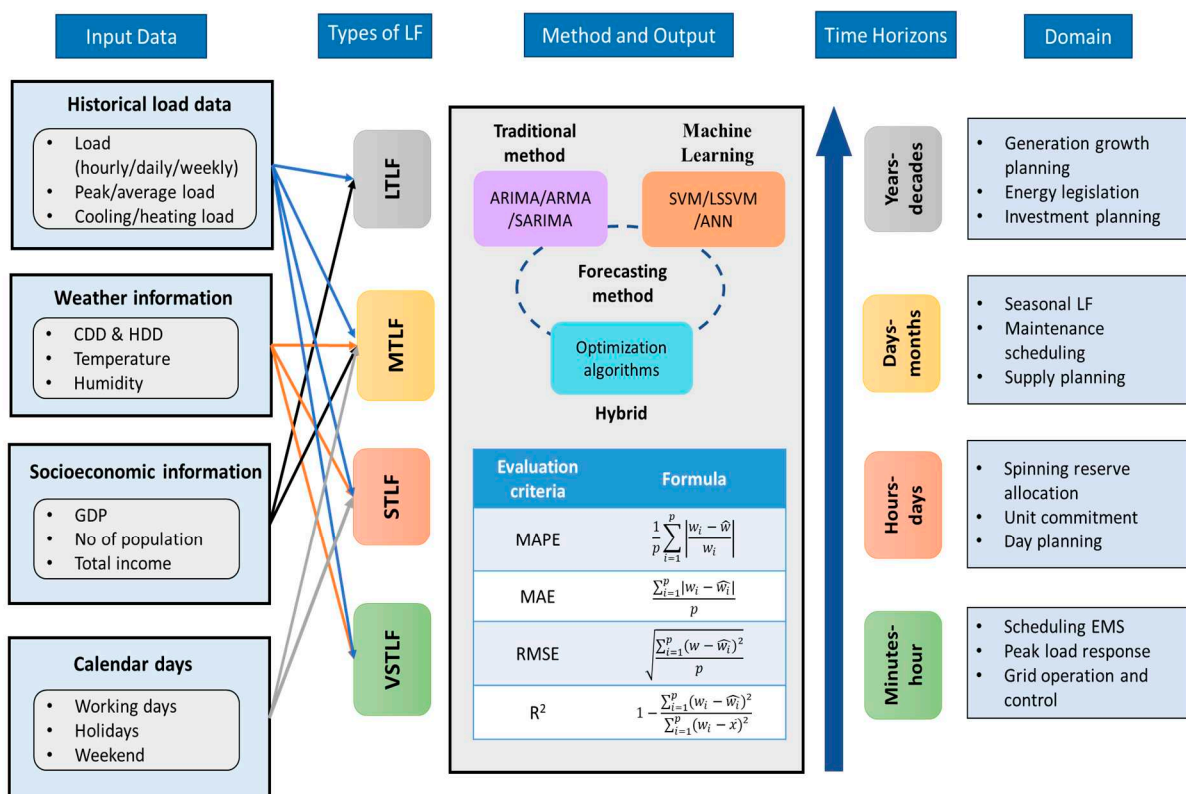 Input Data
Types of LF
Method and Output
Time Horizons
Domain
Historical load data
• Load
(hourly/daily/weekly)
• Peak/average load
• Cooling/heating load
Weather information
• CDD & HDD
• Temperature
• Humidity
Socioeconomic information
• GDP
• No of population
• Total income
Calendar days
• Working days
• Holidays
• Weekend
LTLF
MTLF
STLF
VSTLF
Traditional
method
Machine
Learning
ARIMA/ARMA
/SARIMA
SVM/LSSVM
/ANN
Forecasting
method
Optimization
algorithms
Hybrid
Evaluation
criteria
Formula
MAPE
\frac{1}{p}\sum_{i=1}^{p}\left|\frac{w_i-\hat{w}}{w_i}\right|
MAE
\frac{\sum_{i=1}^{p}|w_i-\widehat{w_i}|}{p}
RMSE
\sqrt{\frac{\sum_{i=1}^{p}(w-\widehat{w_i})^2}{p}}
R²
1-\frac{\sum_{i=1}^{p}(w_i-\widehat{w_i})^2}{\sum_{i=1}^{p}(w_i-\bar{x})^2}
Years-
decades
Days-
months
Hours-
days
Minutes-
hour
• Generation growth
planning
• Energy legislation
• Investment planning
• Seasonal LF
• Maintenance
scheduling
• Supply planning
• Spinning reserve
allocation
• Unit commitment
• Day planning
• Scheduling EMS
• Peak load response
• Grid operation and
control